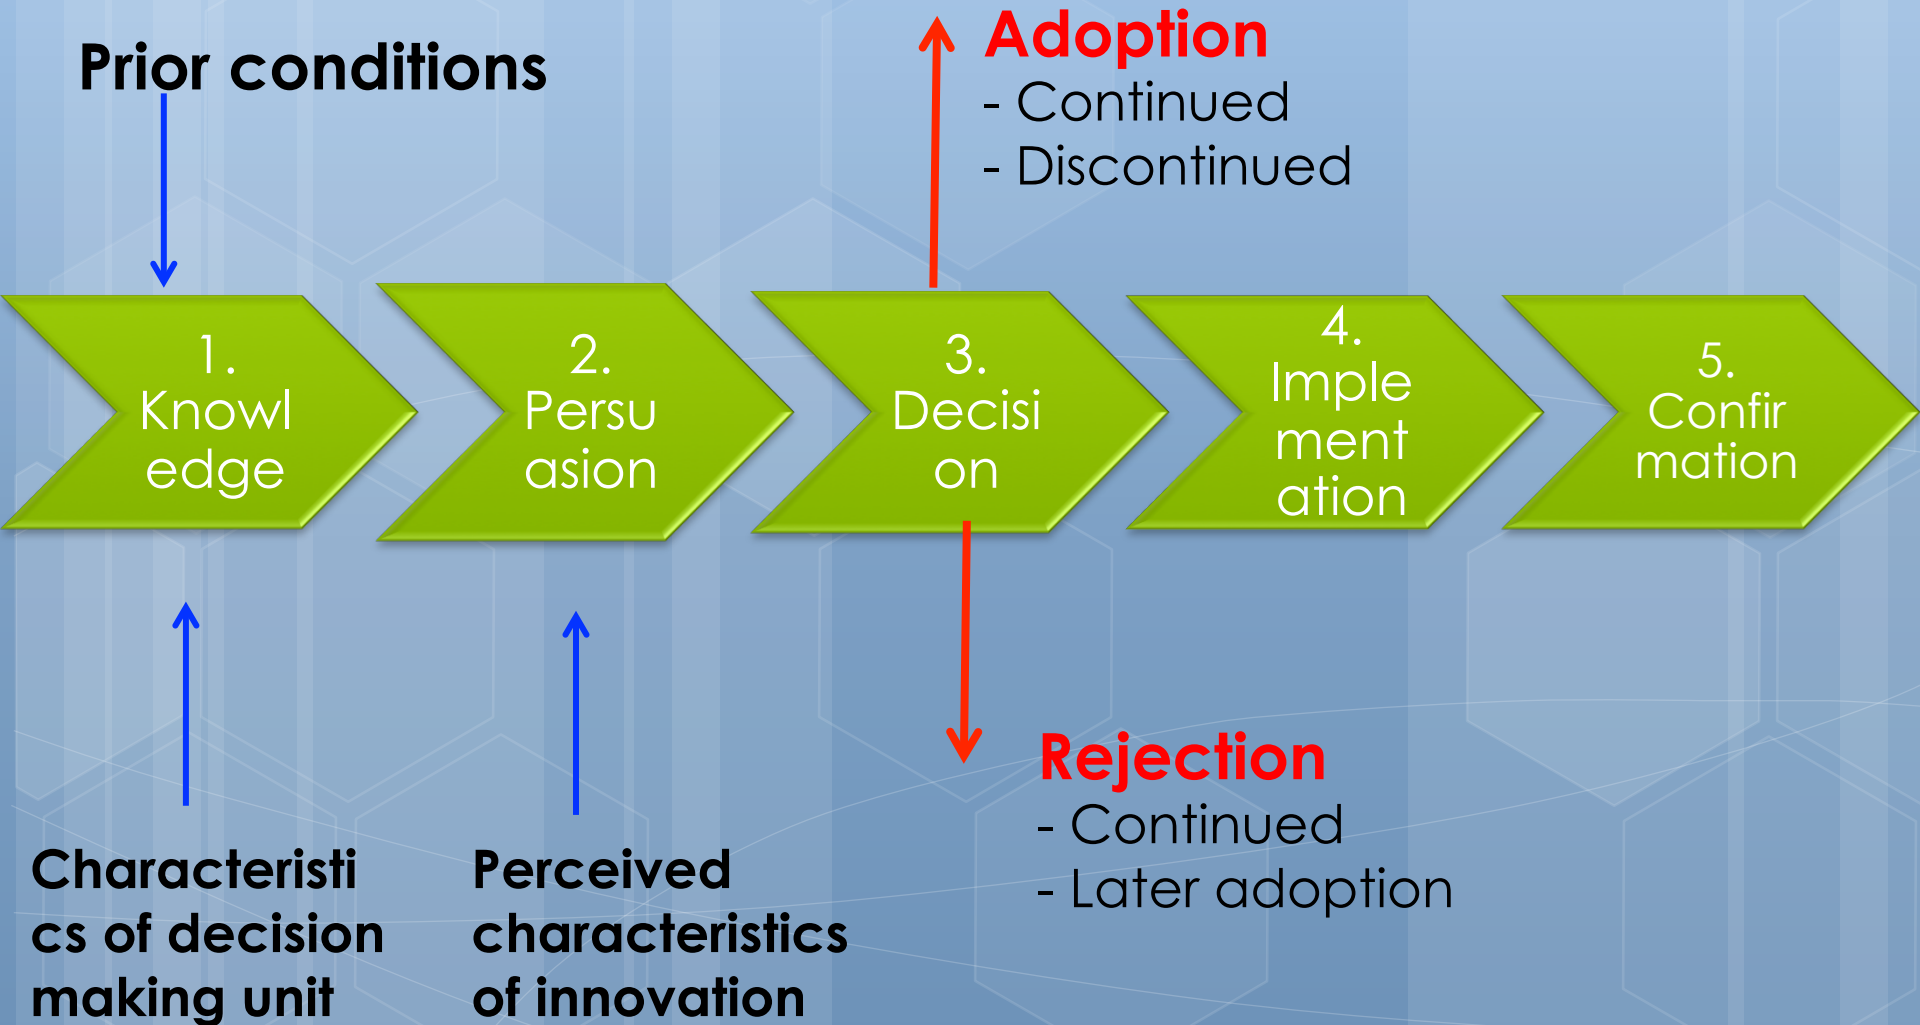 Prior conditions
Adoption
- Continued
- Discontinued
1.
Knowl
edge
2.
Persu
asion
3.
Decisi
on
4.
Imple
ment
ation
5.
Confir
mation
Rejection
- Continued
- Later adoption
Characteristi
cs of decision
making unit
Perceived
characteristics
of innovation